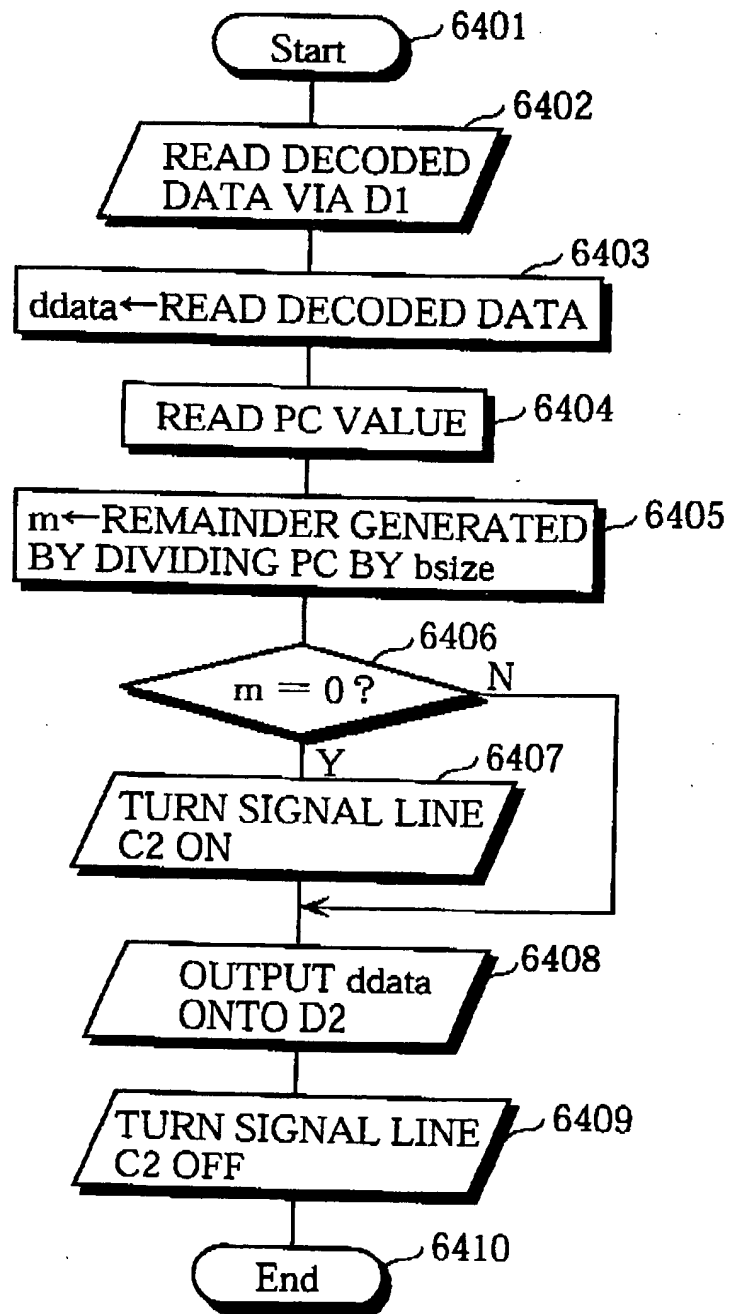 Start
6401
6402
READ DECODED
DATA VIA D1
6403
ddata←READ DECODED DATA
READ PC VALUE
6404
m←REMAINDER GENERATED
BY DIVIDING PC BY bsize
6405
6406
m = 0 ?
N
Y
6407
TURN SIGNAL LINE
C2 ON
OUTPUT ddata
ONTO D2
6408
TURN SIGNAL LINE
C2 OFF
6409
End
6410